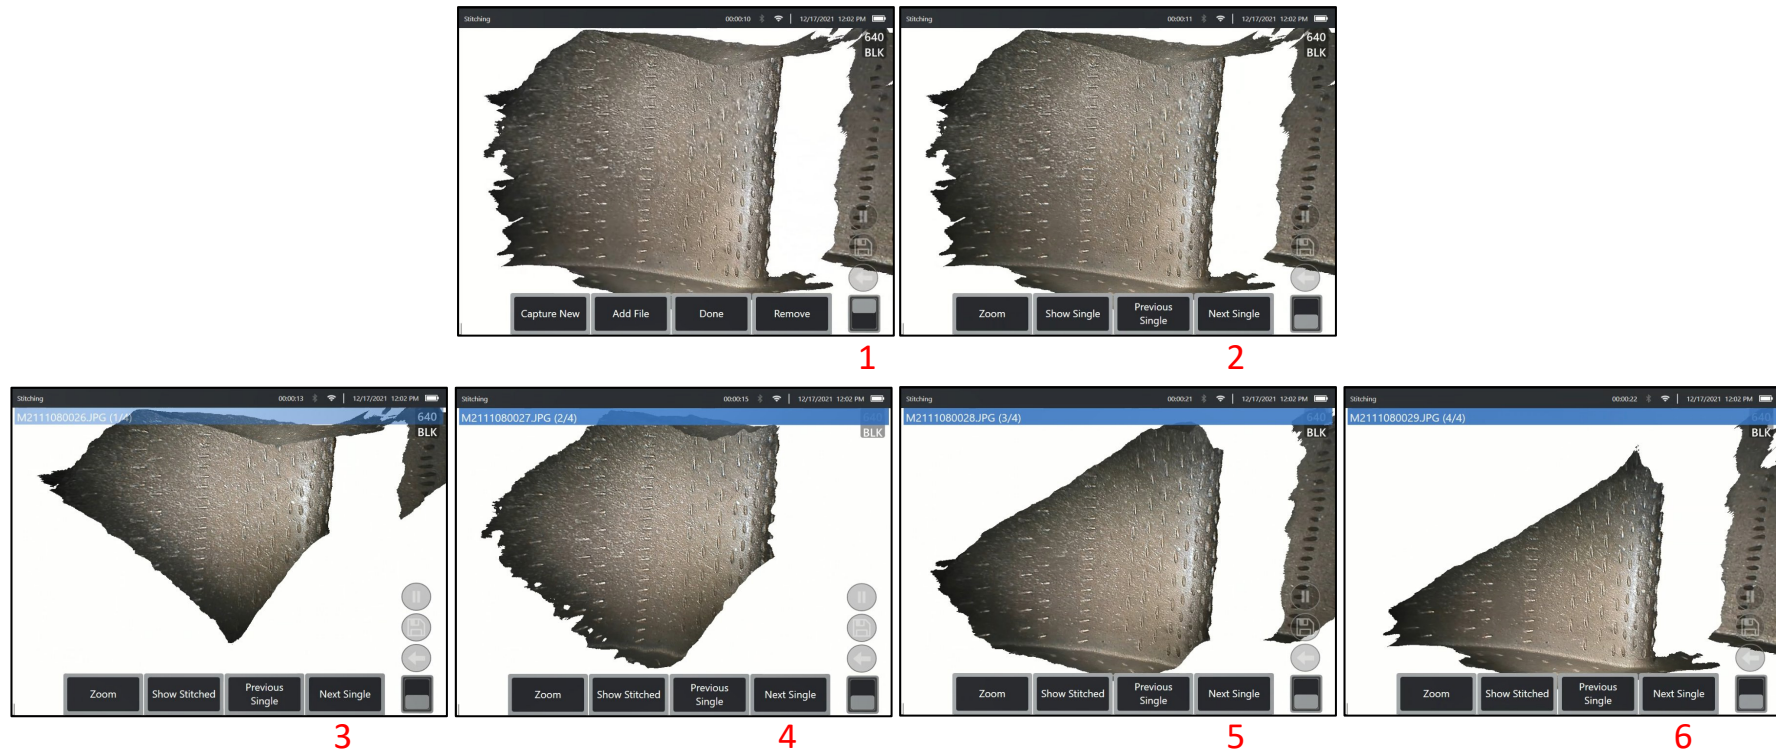 Stitching 00:00:10 12/17/2021 12:02 PM
640
BLK
Capture New Add File Done Remove
1
Stitching 00:00:11 12/17/2021 12:02 PM
640
BLK
Zoom Show Single Previous Single Next Single
2
Stitching 00:00:13 12/17/2021 12:02 PM
M2111080026.JPG (1/4) 640
BLK
Zoom Show Stitched Previous Single Next Single
3
Stitching 00:00:15 12/17/2021 12:02 PM
M2111080027.JPG (2/4) 640
BLK
Zoom Show Stitched Previous Single Next Single
4
Stitching 00:00:21 12/17/2021 12:02 PM
M2111080028.JPG (3/4) 640
BLK
Zoom Show Stitched Previous Single Next Single
5
Stitching 00:00:22 12/17/2021 12:02 PM
M2111080029.JPG (4/4) 640
BLK
Zoom Show Stitched Previous Single Next Single
6